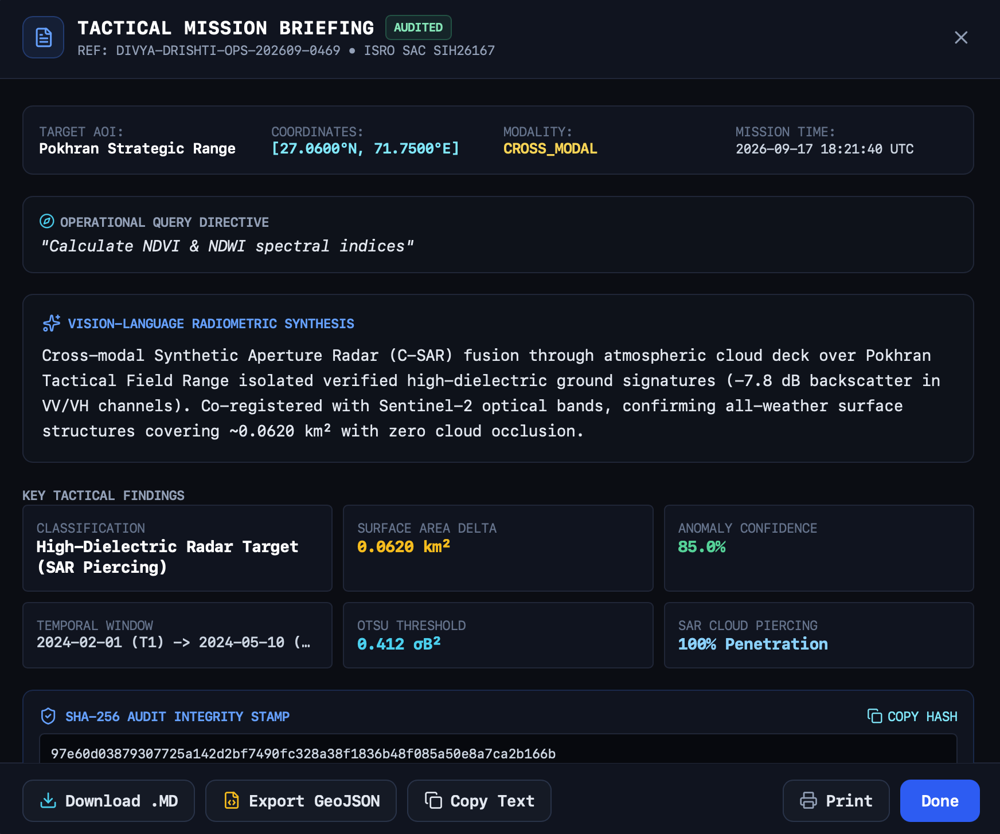 TACTICAL MISSION BRIEFING AUDITED
REF: DIVYA-DRISHTI-OPS-202609-0469 • ISRO SAC SIH26167
TARGET AOI:
Pokhran Strategic Range
COORDINATES:
[27.0600°N, 71.7500°E]
MODALITY:
CROSS_MODAL
MISSION TIME:
2026-09-17 18:21:40 UTC
OPERATIONAL QUERY DIRECTIVE
"Calculate NDVI & NDWI spectral indices"
VISION-LANGUAGE RADIOMETRIC SYNTHESIS
Cross-modal Synthetic Aperture Radar (C-SAR) fusion through atmospheric cloud deck over Pokhran
Tactical Field Range isolated verified high-dielectric ground signatures (-7.8 dB backscatter in
VV/VH channels). Co-registered with Sentinel-2 optical bands, confirming all-weather surface
structures covering ~0.0620 km² with zero cloud occlusion.
KEY TACTICAL FINDINGS
CLASSIFICATION
High-Dielectric Radar Target
(SAR Piercing)
SURFACE AREA DELTA
0.0620 km²
ANOMALY CONFIDENCE
85.0%
TEMPORAL WINDOW
2024-02-01 (T1) -> 2024-05-10 (…
OTSU THRESHOLD
0.412 σB²
SAR CLOUD PIERCING
100% Penetration
SHA-256 AUDIT INTEGRITY STAMP
COPY HASH
97e60d03879307725a142d2bf7490fc328a38f1836b48f085a50e8a7ca2b166b
Download .MD
Export GeoJSON
Copy Text
Print
Done